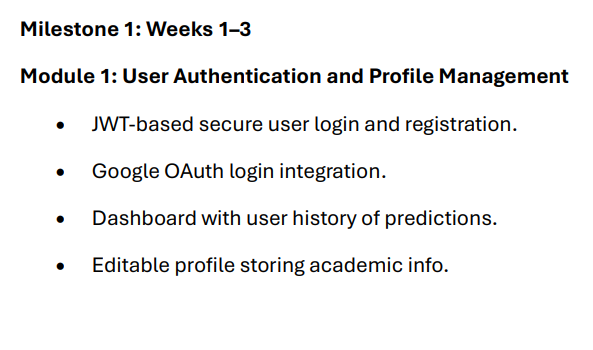 Milestone 1: Weeks 1–3
Module 1: User Authentication and Profile Management
• JWT-based secure user login and registration.
• Google OAuth login integration.
• Dashboard with user history of predictions.
• Editable profile storing academic info.